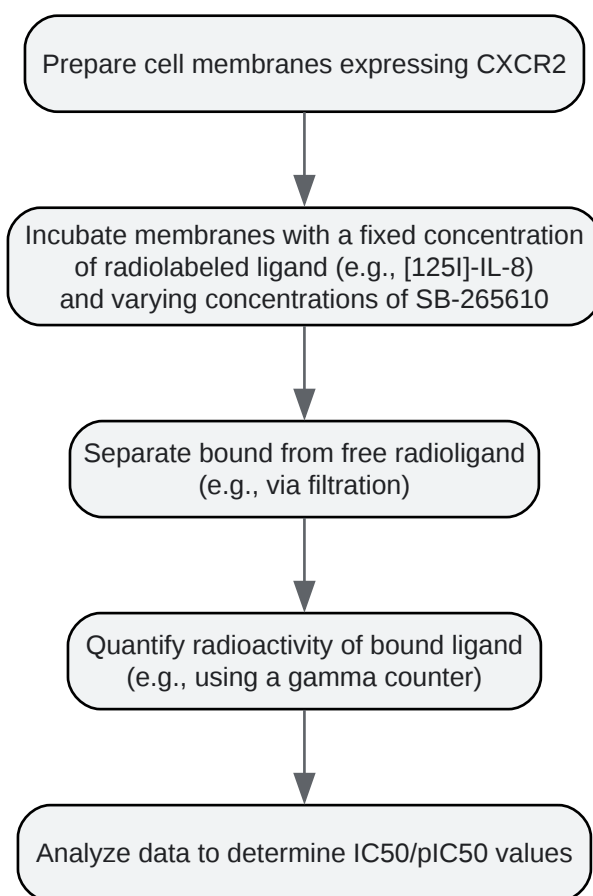 Prepare cell membranes expressing CXCR2
Incubate membranes with a fixed concentration
of radiolabeled ligand (e.g., [125I]-IL-8)
and varying concentrations of SB-265610
Separate bound from free radioligand
(e.g., via filtration)
Quantify radioactivity of bound ligand
(e.g., using a gamma counter)
Analyze data to determine IC50/pIC50 values